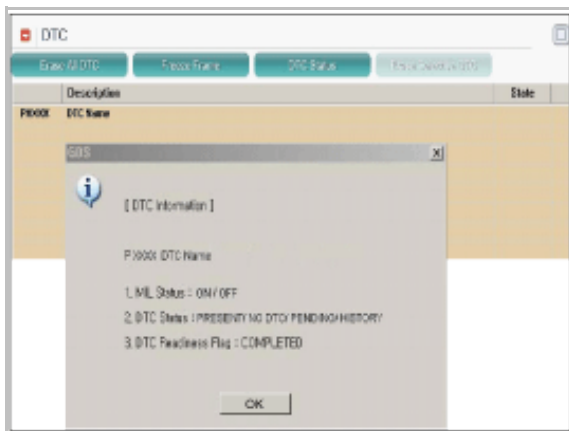 DTC
Erase All DTC Freeze Frame DTC Status
Description State
PXXXX DTC Name
GDS
[ DTC Information ]
PXXXX DTC Name
1. MIL Status : ON / OFF
2. DTC Status : PRESENT/ NO DTC/ PENDING/HISTORY
3. DTC Readiness Flag : COMPLETED
OK